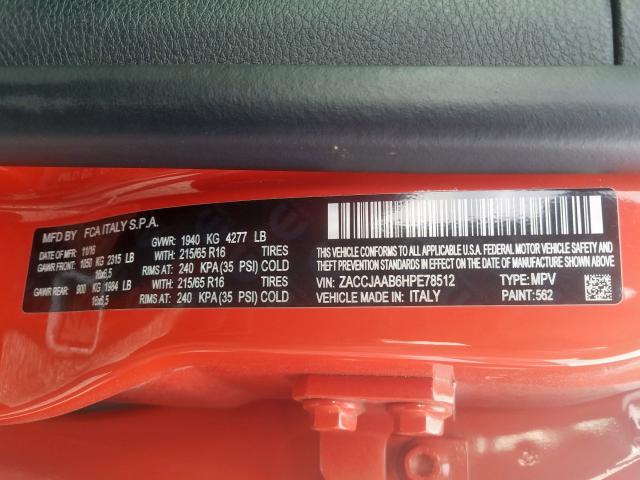 MFD BY FCA ITALY S.P.A.
DATE OF MFR 11/16 GVWR: 1940 KG 4277 LB
GAWR FRONT: 1050 KG 2315 LB WITH 215/65 R16 TIRES
16x6,5 RIMS AT: 240 KPA (35 PSI) COLD
GAWR REAR: 900 KG 1984 LB WITH 215/65 R16 TIRES
16x6,5 RIMS AT: 240 KPA (35 PSI) COLD
THIS VEHICLE CONFORMS TO ALL APPLICABLE U.S.A. FEDERAL MOTOR VEHICLE SAFETY
AND THEFT PREVENTION STANDARDS IN EFFECT ON THE DATE OF MANUFACTURE SHOWN ABOVE.
VIN: ZACCJAAB6HPE78512 TYPE: MPV
VEHICLE MADE IN: ITALY PAINT: 562